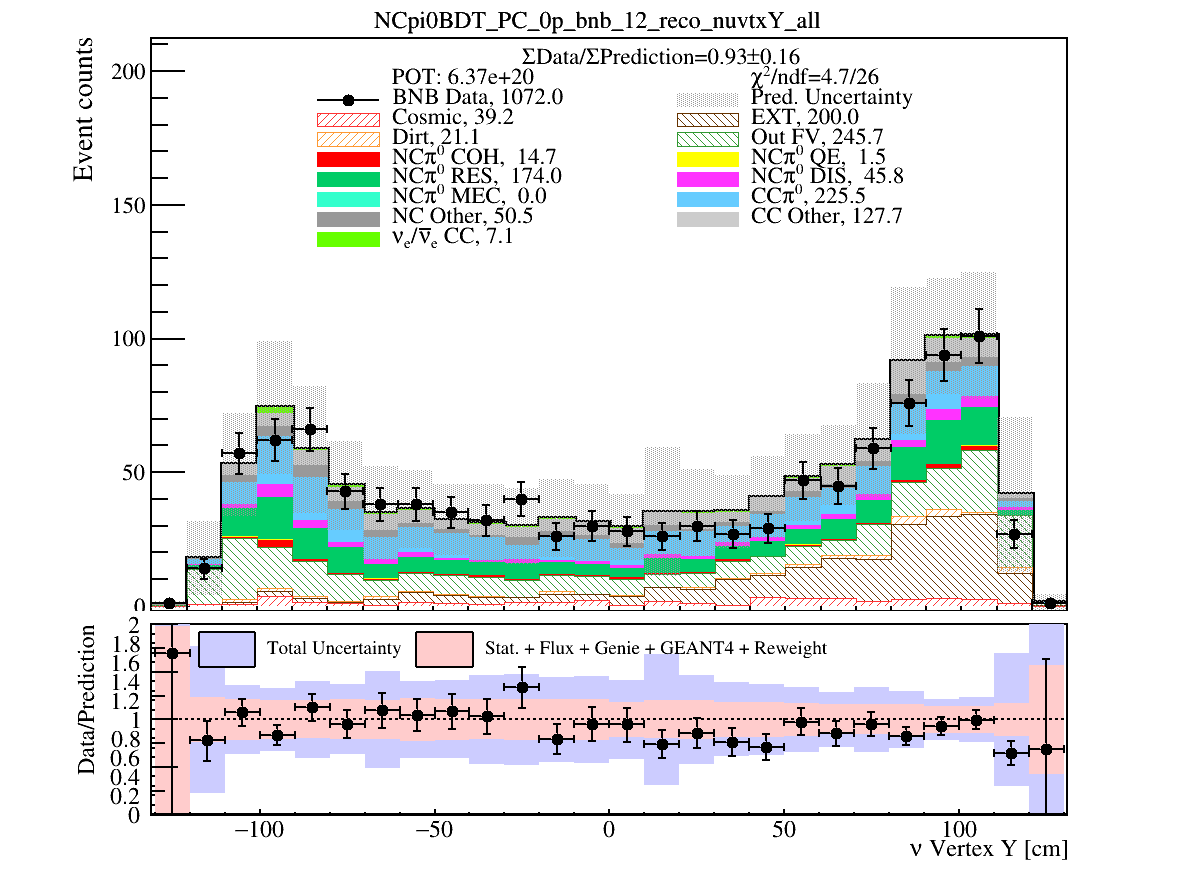 NCpi0BDT_PC_0p_bnb_12_reco_nuvtxY_all
ΣData/ΣPrediction=0.93±0.16
POT: 6.37e+20
χ²/ndf=4.7/26
BNB Data, 1072.0
Pred. Uncertainty
Cosmic, 39.2
EXT, 200.0
Dirt, 21.1
Out FV, 245.7
NCπ⁰ COH, 14.7
NCπ⁰ QE, 1.5
NCπ⁰ RES, 174.0
NCπ⁰ DIS, 45.8
NCπ⁰ MEC, 0.0
CCπ⁰, 225.5
NC Other, 50.5
CC Other, 127.7
νₑ/ν̅ₑ CC, 7.1
Event counts
200
150
100
50
0
Total Uncertainty
Stat. + Flux + Genie + GEANT4 + Reweight
Data/Prediction
2
1.8
1.6
1.4
1.2
1
0.8
0.6
0.4
0.2
0
−100
−50
0
50
100
ν Vertex Y [cm]